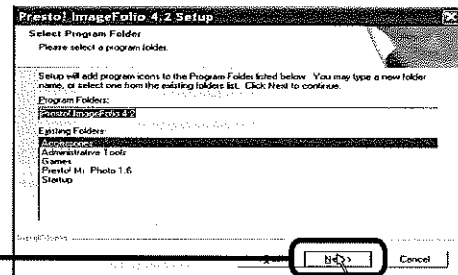 Presto! ImageFolio 4.2 Setup
Select Program Folder
Please select a program folder.
Setup will add program icons to the Program Folder listed below. You may type a new folder
name, or select one from the existing folders list. Click Next to continue.
Program Folders:
Presto! ImageFolio 4.2
Existing Folders:
Accessories
Administrative Tools
Games
Presto! Mr. Photo 1.6
Startup
InstallShield
Next > Cancel